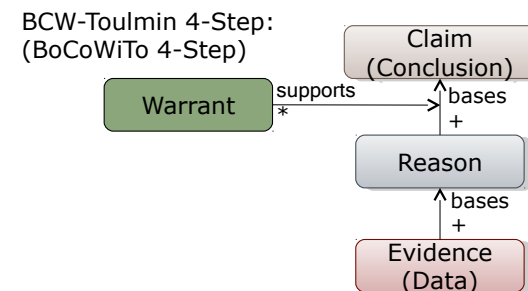 BCW-Toulmin 4-Step:
(BoCoWiTo 4-Step)
Claim
(Conclusion)
Warrant
supports
*
bases
+
Reason
bases
+
Evidence
(Data)